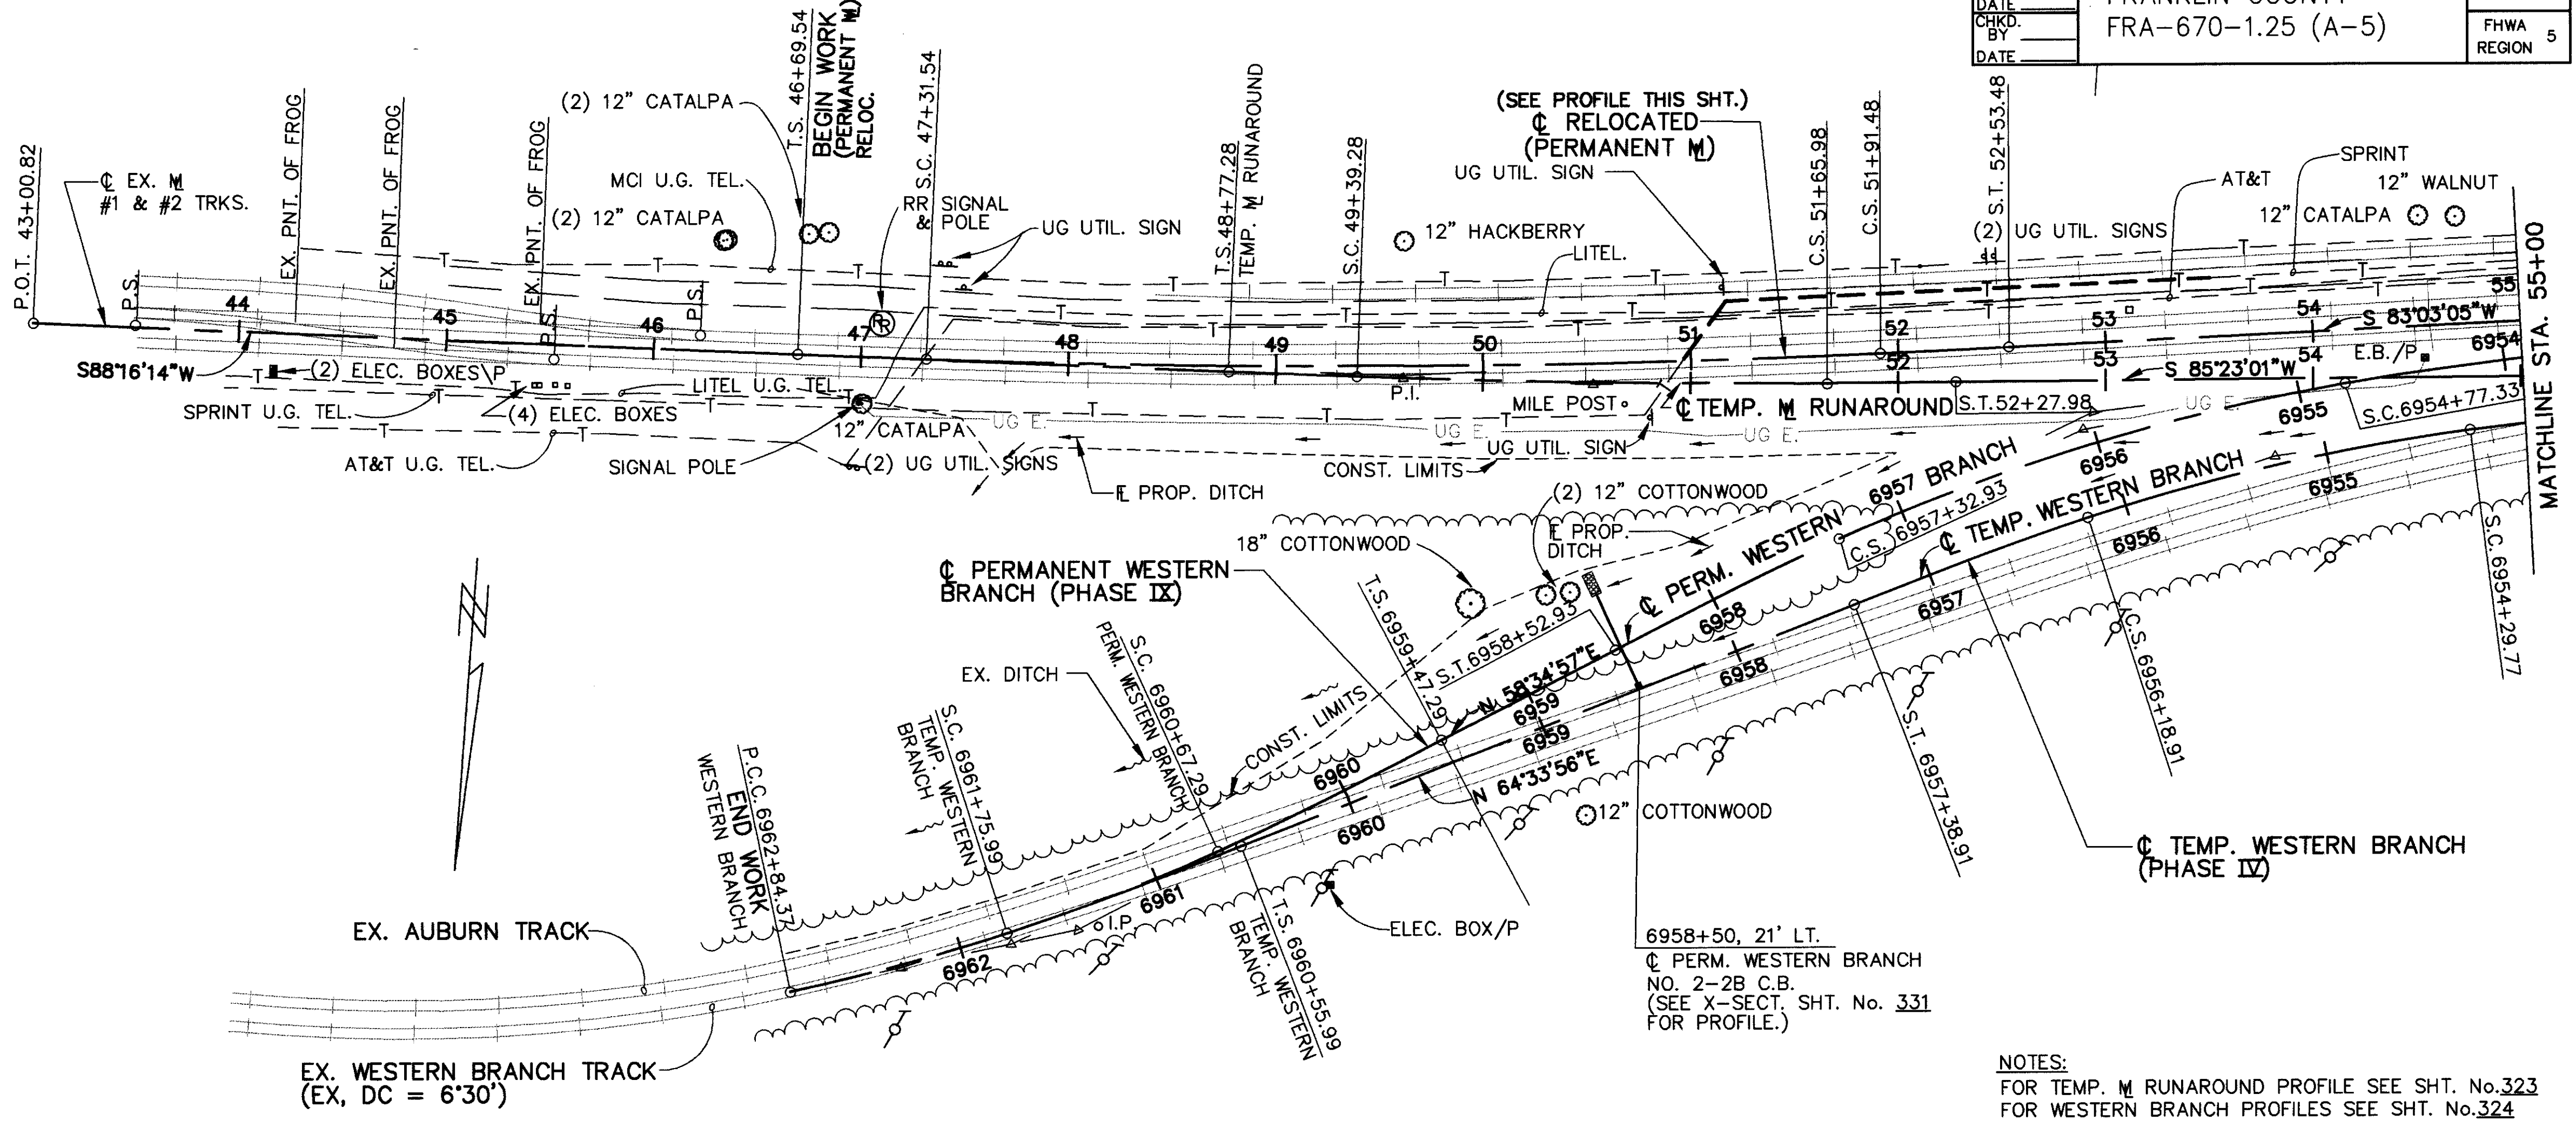 DATE
FRANKLIN COUNTY
CHKD.
BY
DATE
FRA-670-1.25 (A-5)
FHWA
REGION 5
P.O.T. 43+00.82
℄ EX. M̲L
#1 & #2 TRKS.
P.S.
EX. PNT. OF FROG
EX. PNT. OF FROG
EX. PNT. OF FROG
P.S.
P.S.
(2) 12" CATALPA
MCI U.G. TEL.
(2) 12" CATALPA
T.S. 46+69.54
BEGIN WORK
(PERMANENT ML)
RELOC.
RR SIGNAL
& POLE
S.C. 47+31.54
UG UTIL. SIGN
T.S.48+77.28
TEMP. ML RUNAROUND
S.C. 49+39.28
12" HACKBERRY
LITEL.
(SEE PROFILE THIS SHT.)
℄ RELOCATED
(PERMANENT ML)
UG UTIL. SIGN
C.S. 51+65.98
C.S. 51+91.48
S.T. 52+53.48
(2) UG UTIL. SIGNS
AT&T
SPRINT
12" WALNUT
12" CATALPA
MATCHLINE STA. 55+00
44
45
46
47
48
49
50
51
52
53
54
55
52
53
54
S88°16'14"W
S 83°03'05"W
S 85°23'01"W
E.B./P
6954
(2) ELEC. BOXES\P
LITEL U.G. TEL.
SPRINT U.G. TEL.
(4) ELEC. BOXES
AT&T U.G. TEL.
SIGNAL POLE
12" CATALPA
(2) UG UTIL. SIGNS
P.I.
MILE POST
℄ TEMP. ML RUNAROUND
S.T.52+27.98
UG E.
UG E.
UG E.
UG UTIL. SIGN
CONST. LIMITS
F̲L PROP. DITCH
6955
S.C.6954+77.33
6956
6957 BRANCH
C.S. 6957+32.93
℄ TEMP. WESTERN BRANCH
6955
6956
6957
6958
(2) 12" COTTONWOOD
FL PROP.
DITCH
18" COTTONWOOD
℄ PERM. WESTERN
6958
℄ PERMANENT WESTERN
BRANCH (PHASE IX)
T.S. 6959+47.29
S.T.6958+52.93
N 58°34'57"E
6959
6959
N 64°33'56"E
S.C. 6954+29.77
C.S. 6956+18.91
S.T. 6957+38.91
EX. DITCH
S.C. 6960+67.29
PERM. WESTERN BRANCH
CONST. LIMITS
6960
6960
12" COTTONWOOD
S.C. 6961+75.99
TEMP. WESTERN
BRANCH
P.C.C. 6962+84.37
END WORK
WESTERN BRANCH
6961
6962
I.P.
T.S. 6960+55.99
TEMP. WESTERN
BRANCH
ELEC. BOX/P
℄ TEMP. WESTERN BRANCH
(PHASE IV)
EX. AUBURN TRACK
6958+50, 21' LT.
℄ PERM. WESTERN BRANCH
NO. 2-2B C.B.
(SEE X-SECT. SHT. No. 331
FOR PROFILE.)
EX. WESTERN BRANCH TRACK
(EX, DC = 6°30')
NOTES:
FOR TEMP. ML RUNAROUND PROFILE SEE SHT. No.323
FOR WESTERN BRANCH PROFILES SEE SHT. No.324